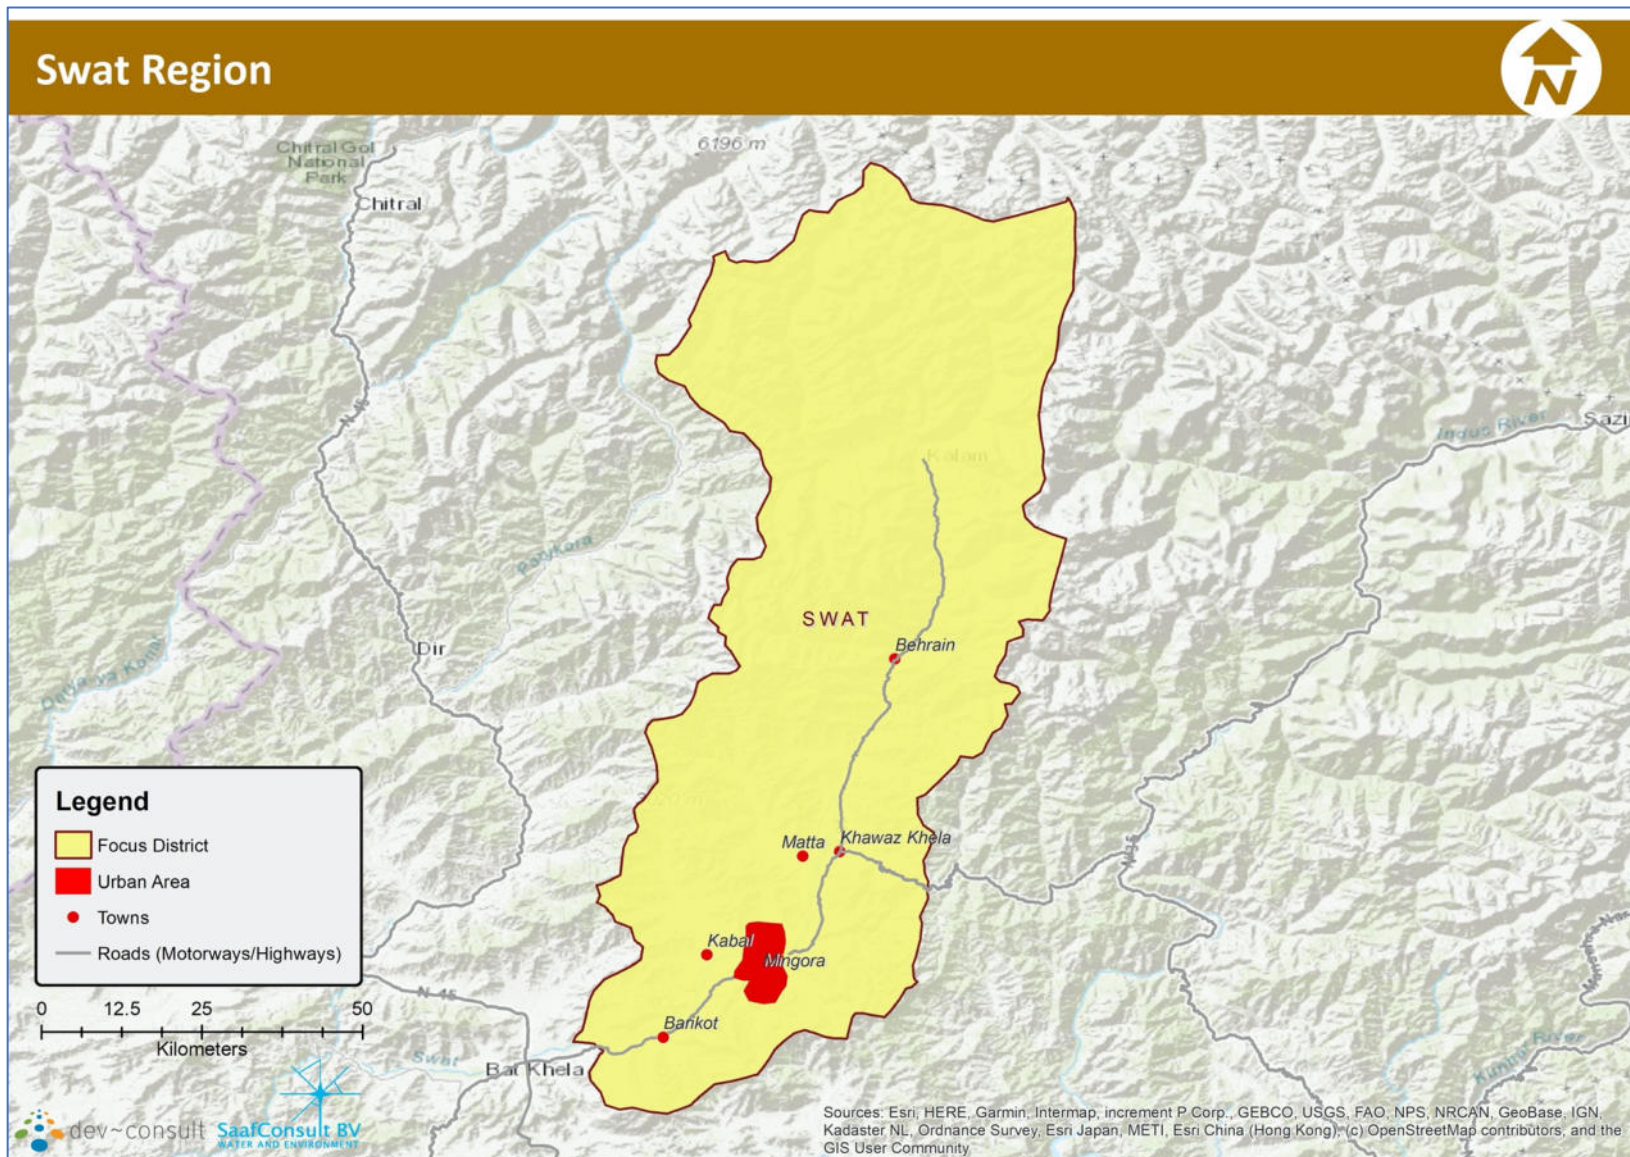 Swat Region
N
6196 m
Chitral Gol
National
Park
Chitral
Indus River
Kalam
Panjkora
SWAT
Behrain
Dir
Legend
Focus District
Urban Area
Towns
Roads (Motorways/Highways)
Matta
Khawaz Khela
N-35
Kabal
Mingora
N-45
0 12.5 25 50
Kilometers
Barikot
Swat
Bat Khela
Kunhar River
dev~consult
SaafConsult BV
WATER AND ENVIRONMENT
Sources: Esri, HERE, Garmin, Intermap, increment P Corp., GEBCO, USGS, FAO, NPS, NRCAN, GeoBase, IGN,
Kadaster NL, Ordnance Survey, Esri Japan, METI, Esri China (Hong Kong), (c) OpenStreetMap contributors, and the
GIS User Community